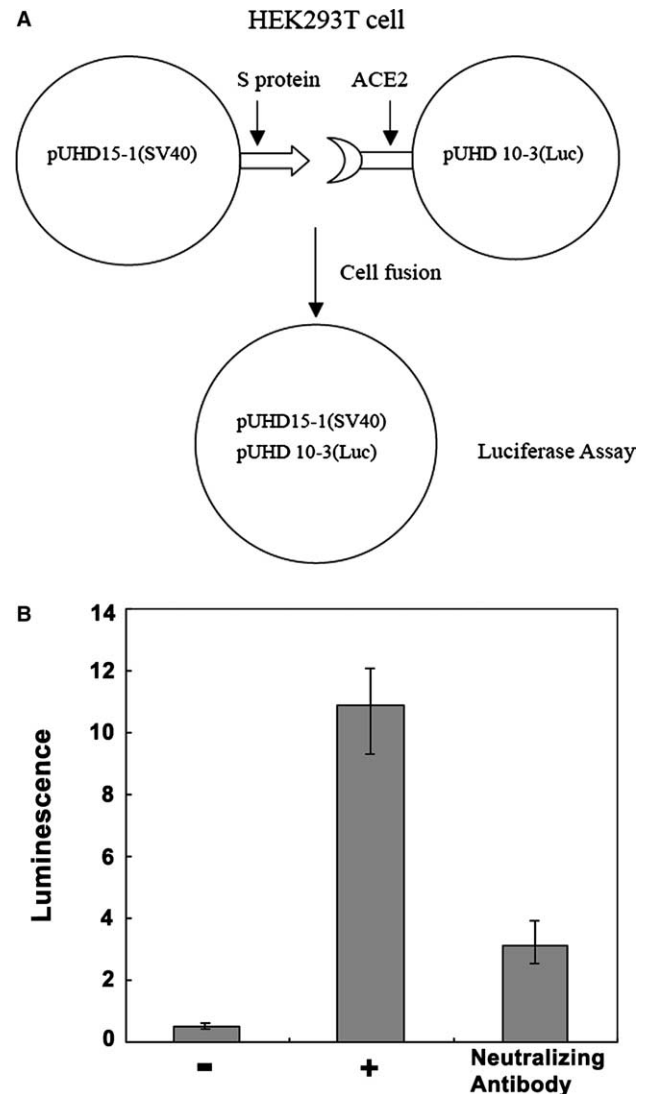 A
HEK293T cell
S protein
ACE2
pUHD15-1(SV40)
pUHD 10-3(Luc)
Cell fusion
pUHD15-1(SV40)
pUHD 10-3(Luc)
Luciferase Assay
B
Luminescence
14
12
10
8
6
4
2
0
-
+
Neutralizing
Antibody